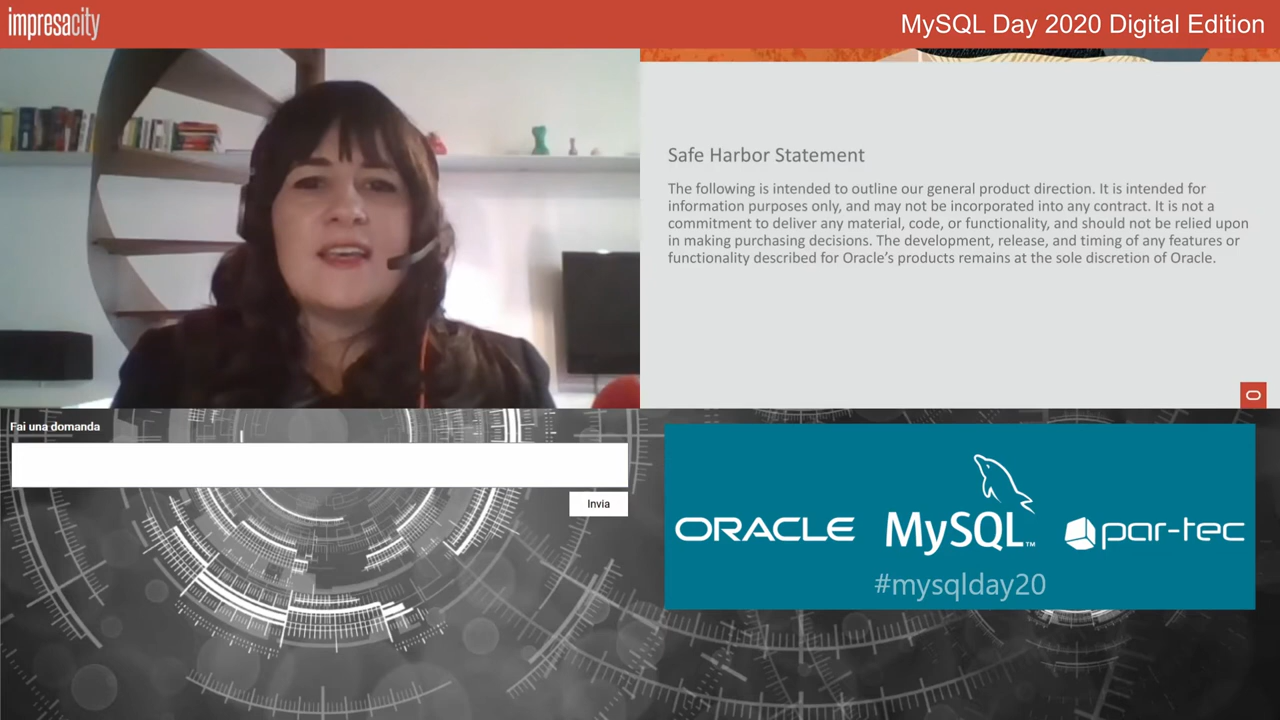 impresacity
MySQL Day 2020 Digital Edition
Safe Harbor Statement
The following is intended to outline our general product direction. It is intended for
information purposes only, and may not be incorporated into any contract. It is not a
commitment to deliver any material, code, or functionality, and should not be relied upon
in making purchasing decisions. The development, release, and timing of any features or
functionality described for Oracle’s products remains at the sole discretion of Oracle.
Fai una domanda
Invia
ORACLE
MySQL™
par-tec
#mysqlday20